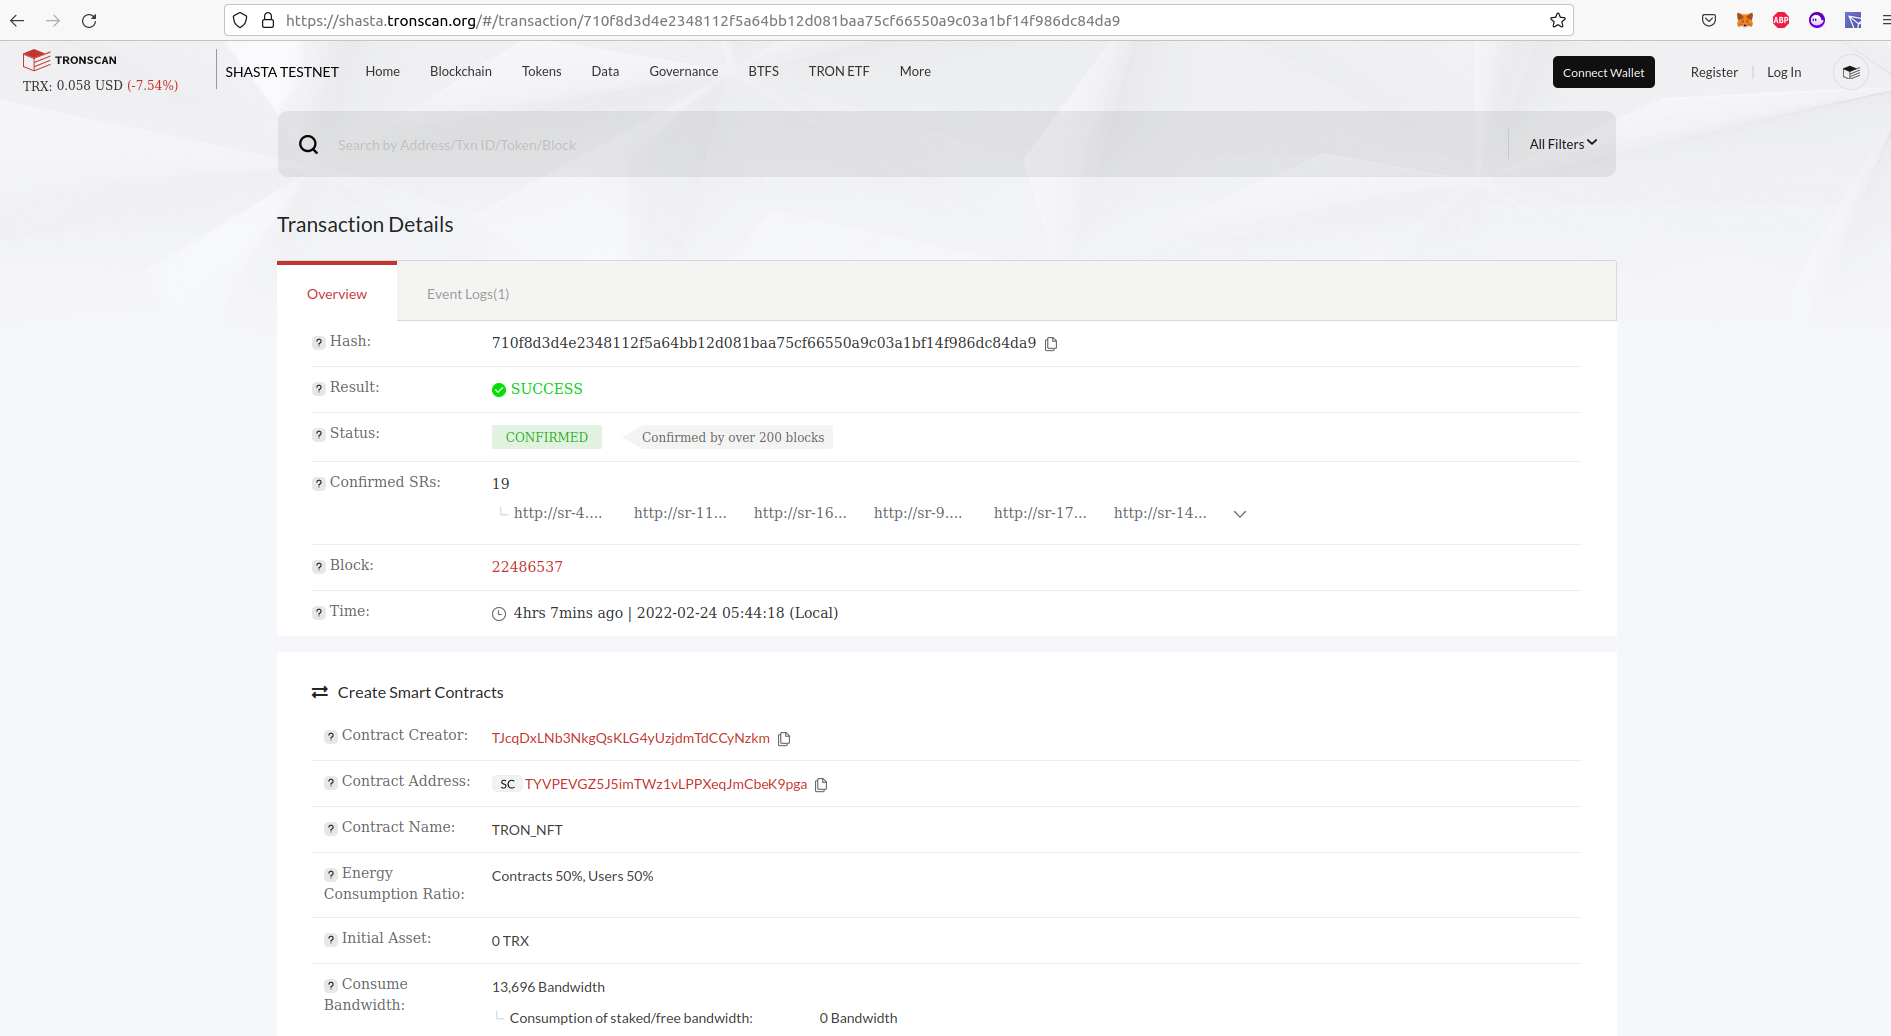 https://shasta.tronscan.org/#/transaction/710f8d3d4e2348112f5a64bb12d081baa75cf66550a9c03a1bf14f986dc84da9
ABP
TRONSCAN
TRX: 0.058 USD (-7.54%)
SHASTA TESTNET Home Blockchain Tokens Data Governance BTFS TRON ETF More Connect Wallet Register Log In
Search by Address/Txn ID/Token/Block All Filters
Transaction Details
Overview Event Logs(1)
? Hash: 710f8d3d4e2348112f5a64bb12d081baa75cf66550a9c03a1bf14f986dc84da9
? Result: SUCCESS
? Status: CONFIRMED Confirmed by over 200 blocks
? Confirmed SRs: 19
http://sr-4.... http://sr-11... http://sr-16... http://sr-9.... http://sr-17... http://sr-14...
? Block: 22486537
? Time: 4hrs 7mins ago | 2022-02-24 05:44:18 (Local)
Create Smart Contracts
? Contract Creator: TJcqDxLNb3NkgQsKLG4yUzjdmTdCCyNzkm
? Contract Address: SC TYVPEVGZ5J5imTWz1vLPPXeqJmCbeK9pga
? Contract Name: TRON_NFT
? Energy Consumption Ratio: Contracts 50%, Users 50%
? Initial Asset: 0 TRX
? Consume Bandwidth: 13,696 Bandwidth
Consumption of staked/free bandwidth: 0 Bandwidth